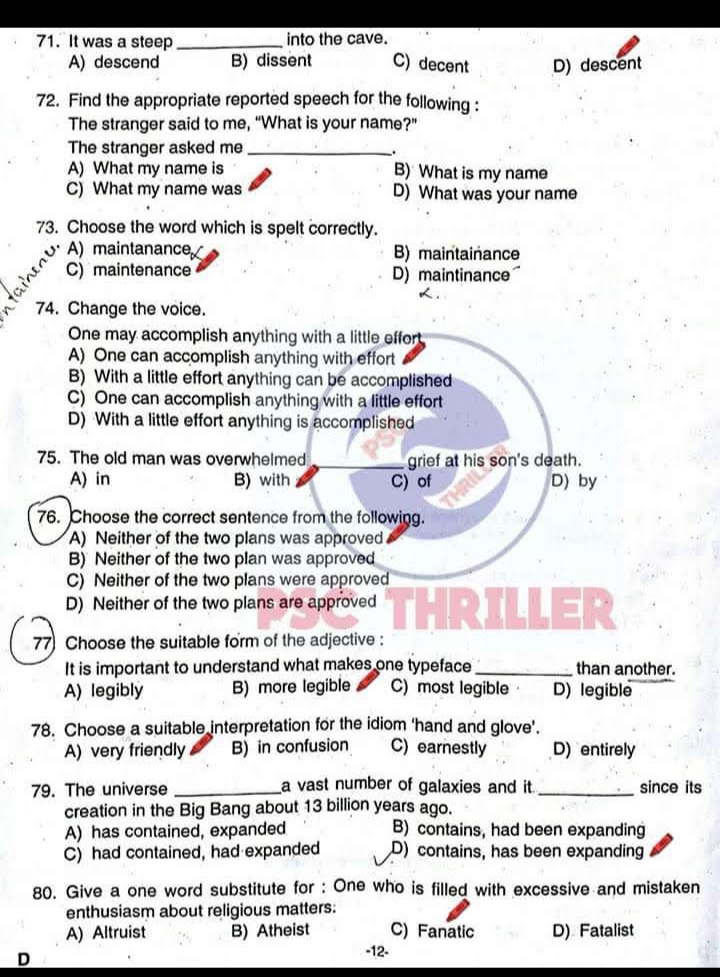 71. It was a steep __________ into the cave.
A) descend B) dissent C) decent D) descent
72. Find the appropriate reported speech for the following :
The stranger said to me, "What is your name?"
The stranger asked me ______________.
A) What my name is B) What is my name
C) What my name was D) What was your name
73. Choose the word which is spelt correctly.
A) maintanance B) maintainance
C) maintenance D) maintinance
74. Change the voice.
One may accomplish anything with a little effort
A) One can accomplish anything with effort
B) With a little effort anything can be accomplished
C) One can accomplish anything with a little effort
D) With a little effort anything is accomplished
75. The old man was overwhelmed __________ grief at his son's death.
A) in B) with C) of D) by
76. Choose the correct sentence from the following.
A) Neither of the two plans was approved
B) Neither of the two plan was approved
C) Neither of the two plans were approved
D) Neither of the two plans are approved
PSC THRILLER
PSC THRILLER
77 Choose the suitable form of the adjective :
It is important to understand what makes one typeface __________ than another.
A) legibly B) more legible C) most legible D) legible
78. Choose a suitable interpretation for the idiom 'hand and glove'.
A) very friendly B) in confusion C) earnestly D) entirely
79. The universe __________ a vast number of galaxies and it __________ since its
creation in the Big Bang about 13 billion years ago.
A) has contained, expanded B) contains, had been expanding
C) had contained, had expanded D) contains, has been expanding
80. Give a one word substitute for : One who is filled with excessive and mistaken
enthusiasm about religious matters:
A) Altruist B) Atheist C) Fanatic D) Fatalist
D -12-